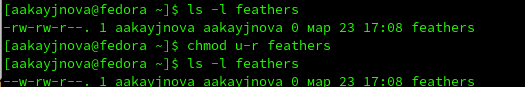 [aakayjnova@fedora ~]$ ls -l feathers
-rw-rw-r--. 1 aakayjnova aakayjnova 0 мар 23 17:08 feathers
[aakayjnova@fedora ~]$ chmod u-r feathers
[aakayjnova@fedora ~]$ ls -l feathers
--w-rw-r--. 1 aakayjnova aakayjnova 0 мар 23 17:08 feathers